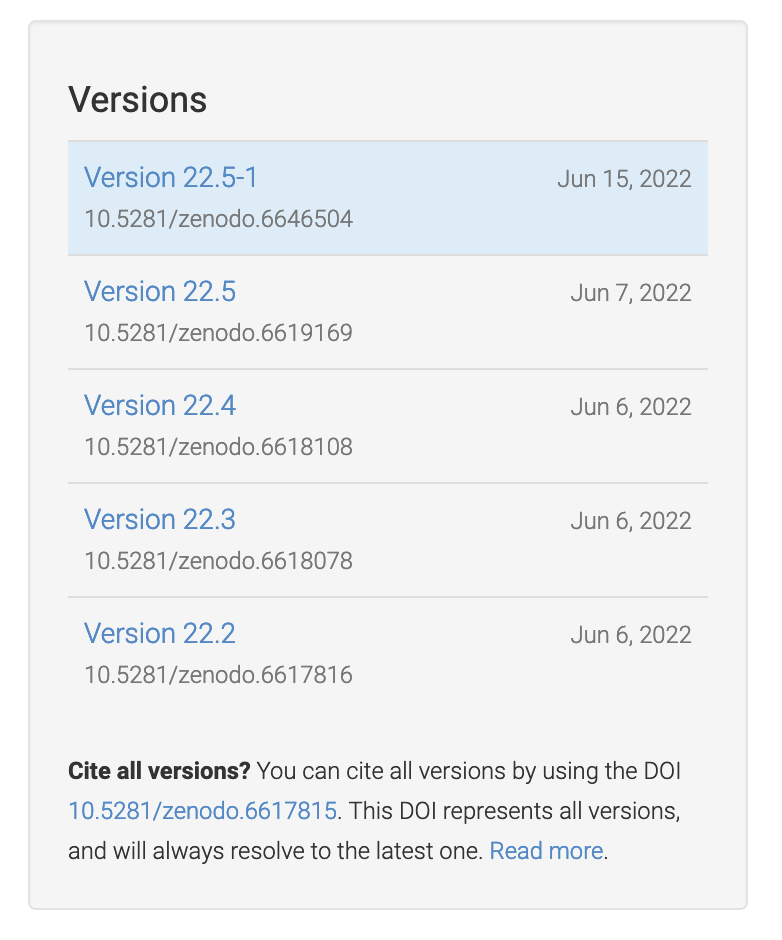 Versions
Version 22.5-1 Jun 15, 2022
10.5281/zenodo.6646504
Version 22.5 Jun 7, 2022
10.5281/zenodo.6619169
Version 22.4 Jun 6, 2022
10.5281/zenodo.6618108
Version 22.3 Jun 6, 2022
10.5281/zenodo.6618078
Version 22.2 Jun 6, 2022
10.5281/zenodo.6617816
Cite all versions? You can cite all versions by using the DOI
10.5281/zenodo.6617815. This DOI represents all versions,
and will always resolve to the latest one. Read more.